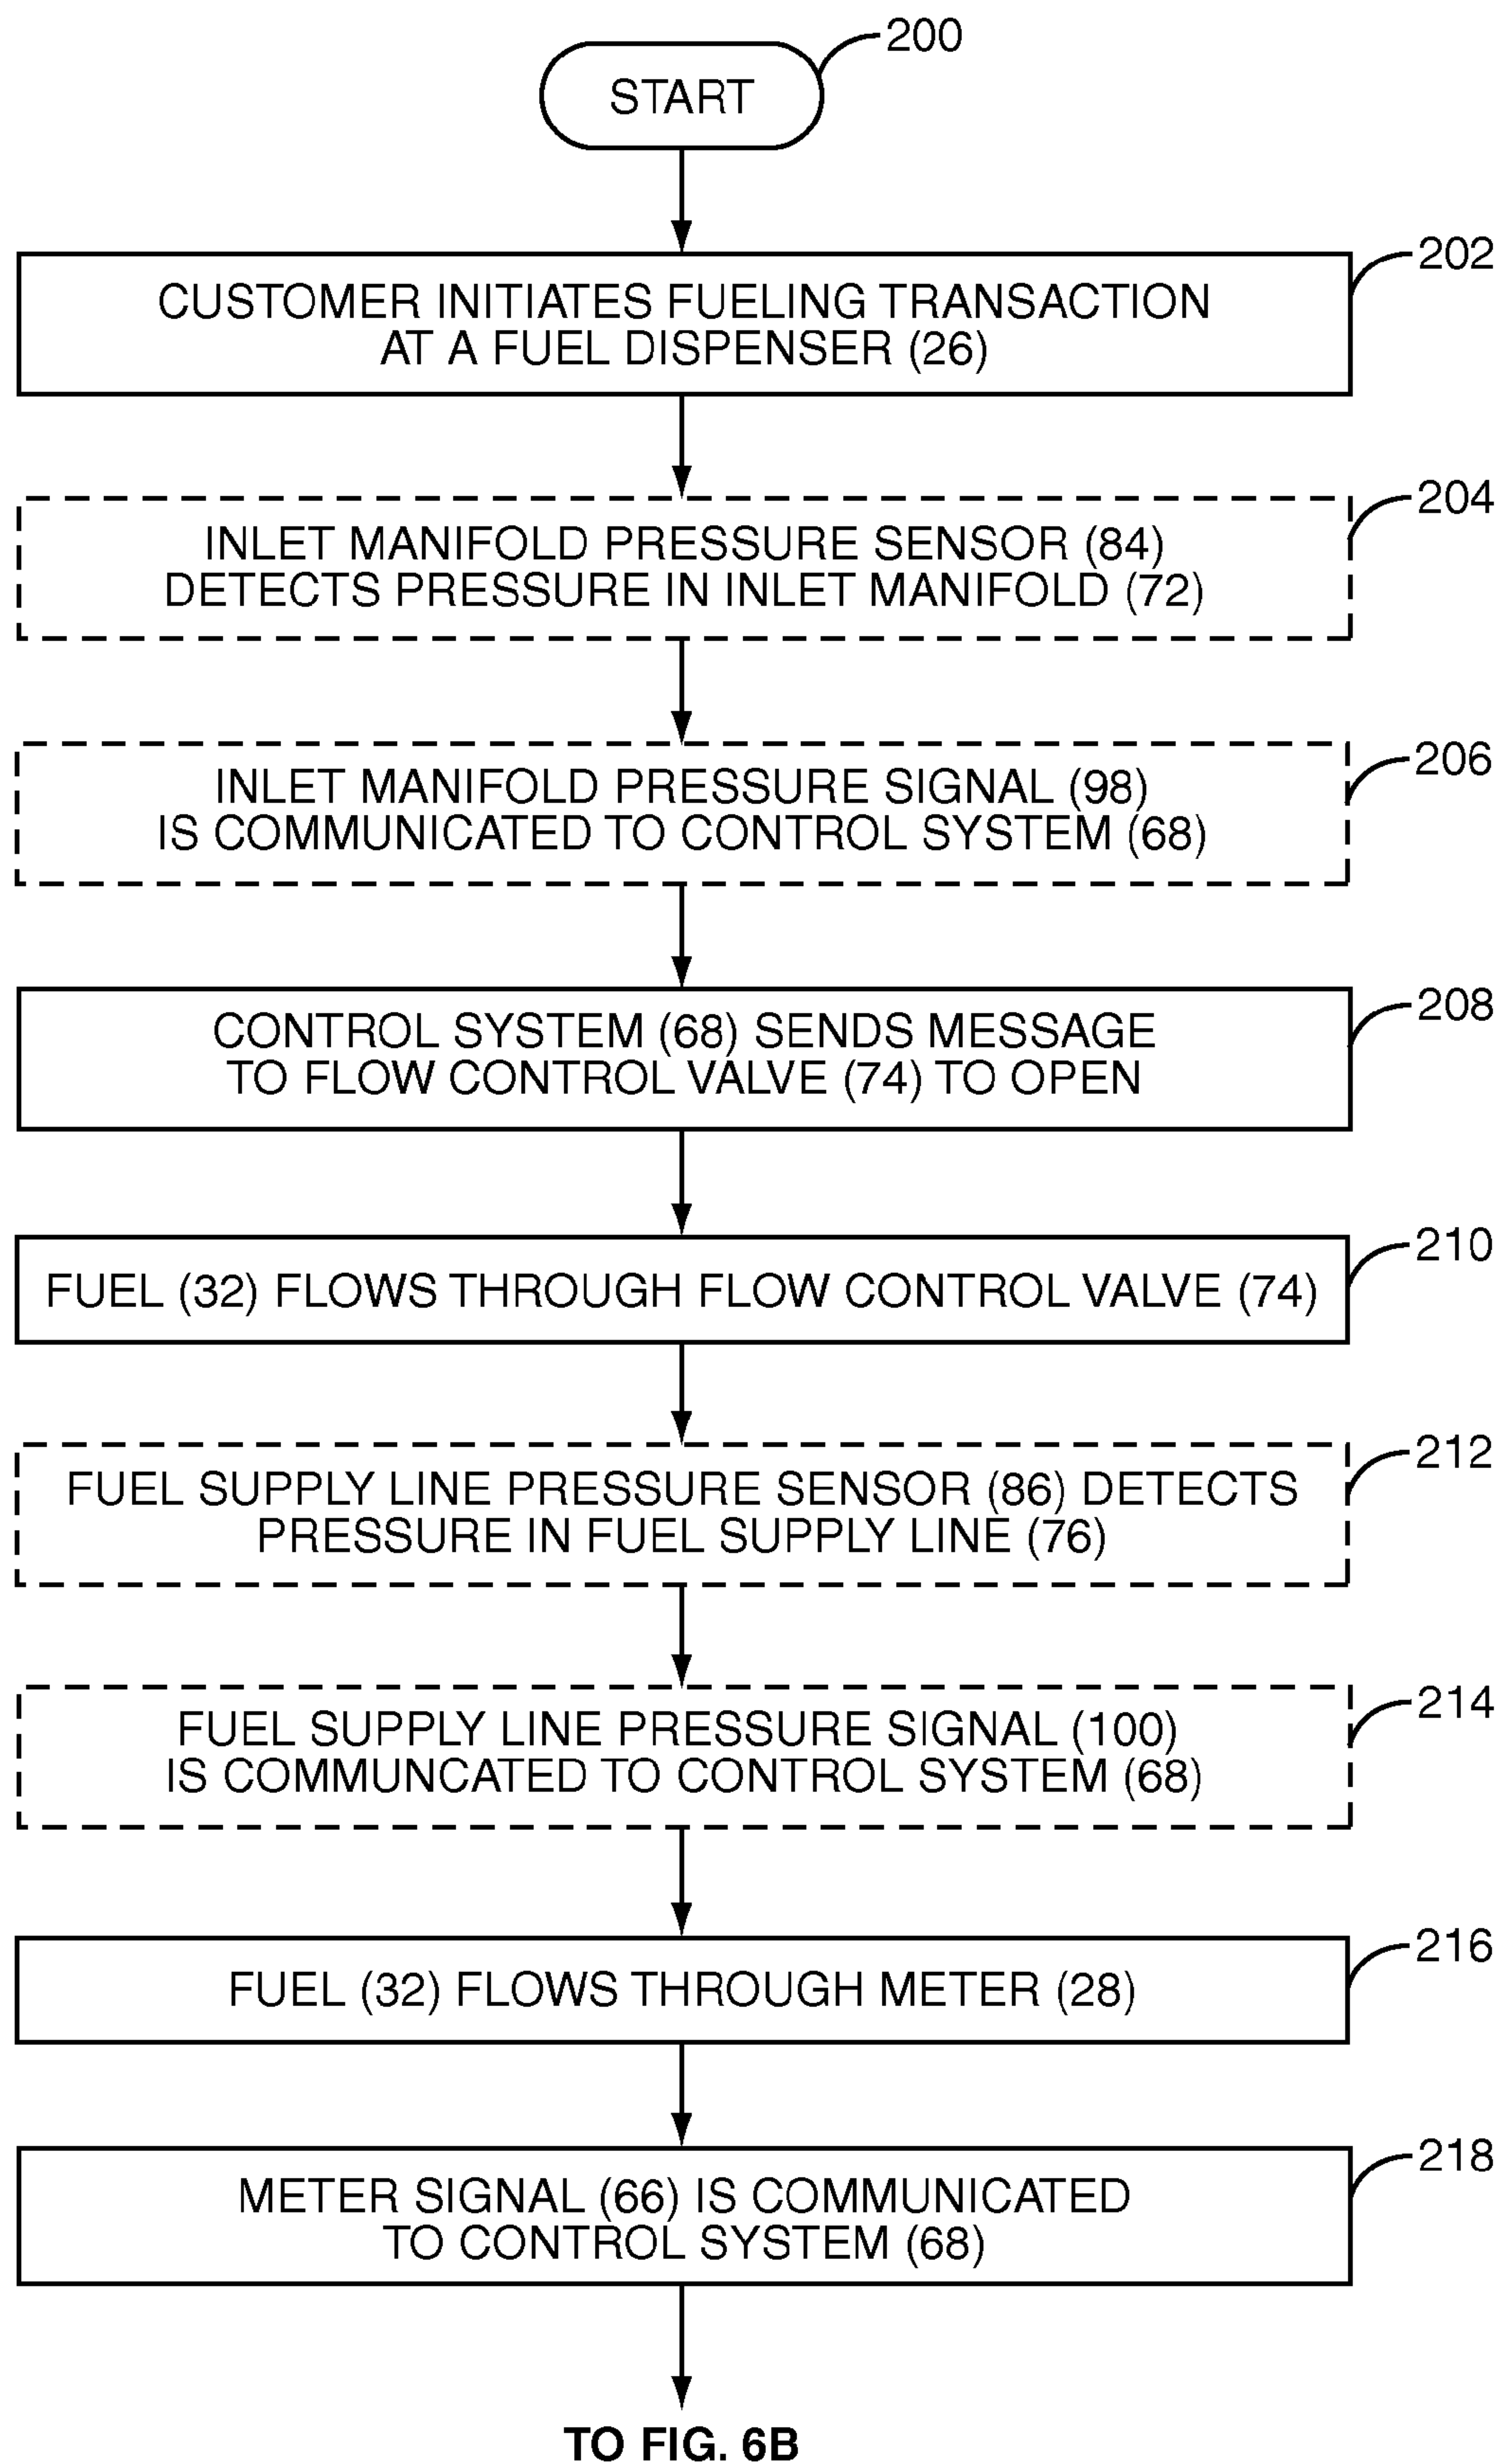 200
START
202
CUSTOMER INITIATES FUELING TRANSACTION
AT A FUEL DISPENSER (26)
204
INLET MANIFOLD PRESSURE SENSOR (84)
DETECTS PRESSURE IN INLET MANIFOLD (72)
206
INLET MANIFOLD PRESSURE SIGNAL (98)
IS COMMUNICATED TO CONTROL SYSTEM (68)
208
CONTROL SYSTEM (68) SENDS MESSAGE
TO FLOW CONTROL VALVE (74) TO OPEN
210
FUEL (32) FLOWS THROUGH FLOW CONTROL VALVE (74)
212
FUEL SUPPLY LINE PRESSURE SENSOR (86) DETECTS
PRESSURE IN FUEL SUPPLY LINE (76)
214
FUEL SUPPLY LINE PRESSURE SIGNAL (100)
IS COMMUNCATED TO CONTROL SYSTEM (68)
216
FUEL (32) FLOWS THROUGH METER (28)
218
METER SIGNAL (66) IS COMMUNICATED
TO CONTROL SYSTEM (68)
TO FIG. 6B